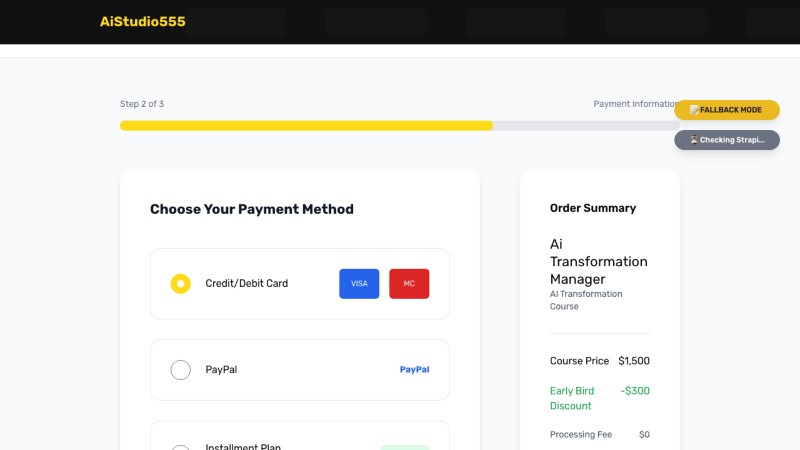 AiStudio555
Step 2 of 3
Payment Information
FALLBACK MODE
Checking Strapi...
Choose Your Payment Method
Credit/Debit Card
VISA
MC
PayPal
PayPal
Installment Plan
Order Summary
Ai
Transformation
Manager
AI Transformation
Course
Course Price $1,500
Early Bird
Discount
-$300
Processing Fee $0